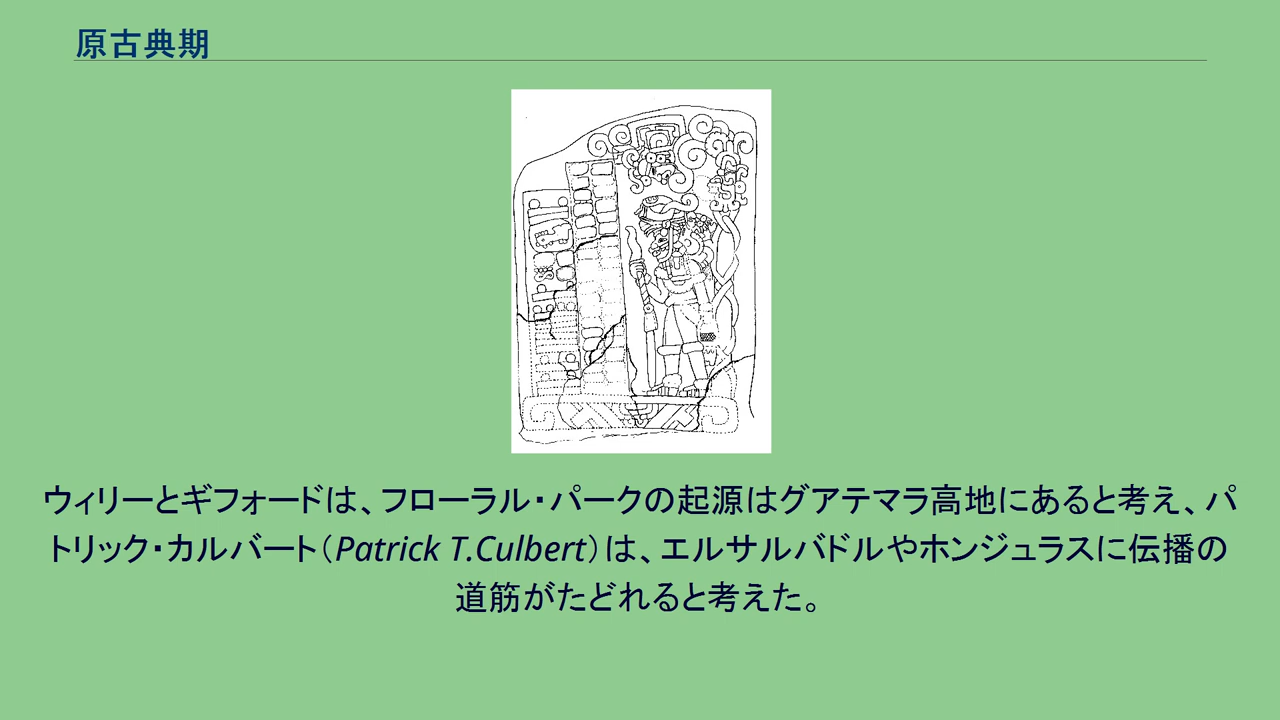 原古典期
ウィリーとギフォードは、フローラル・パークの起源はグアテマラ高地にあると考え、パ
トリック・カルバート（Patrick T.Culbert）は、エルサルバドルやホンジュラスに伝播の
道筋がたどれると考えた。